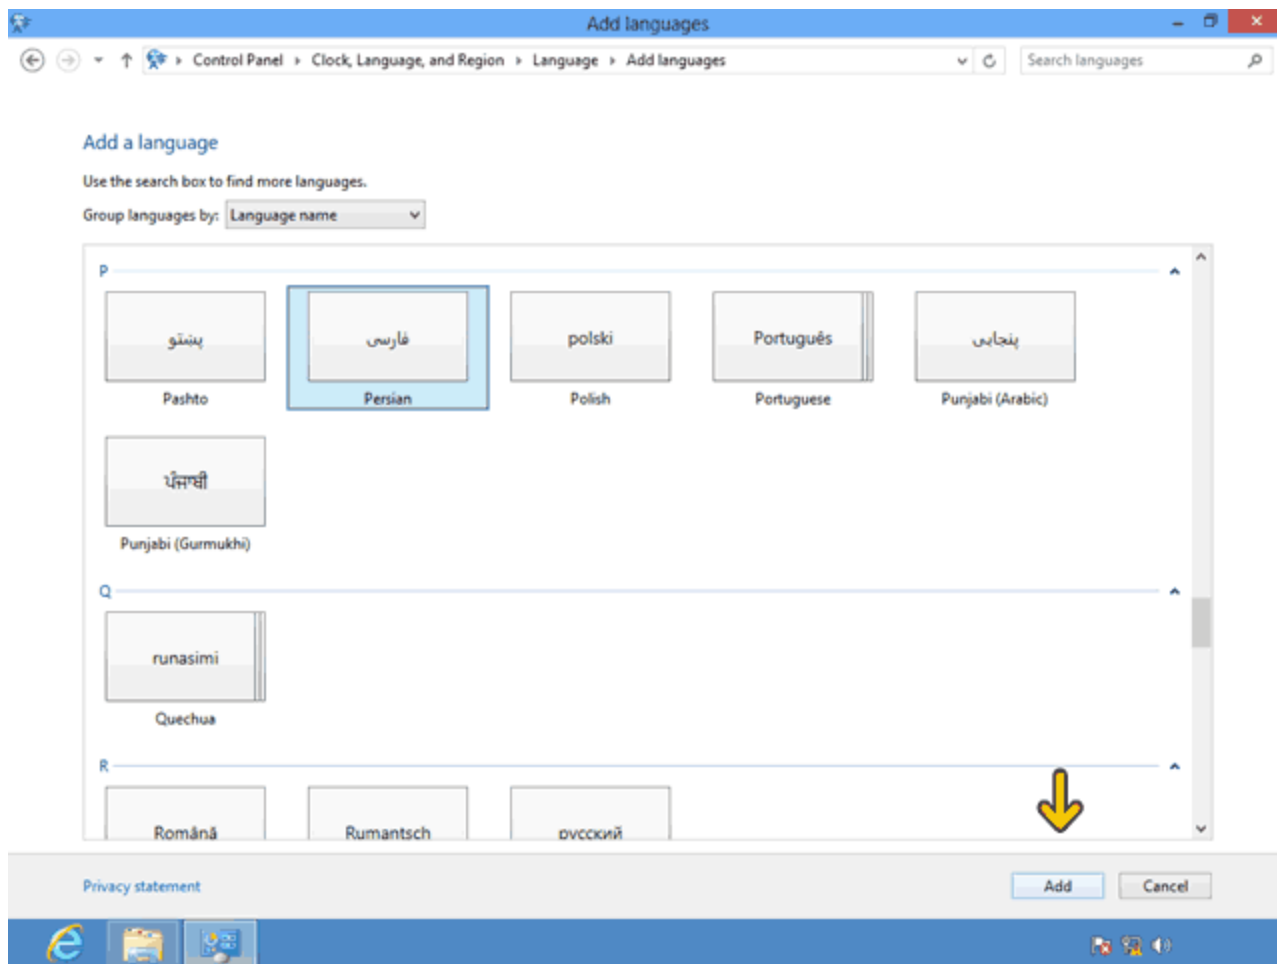 Add languages
Control Panel Clock, Language, and Region Language Add languages Search languages
Add a language
Use the search box to find more languages.
Group languages by: Language name
P
پښتو فارسی polski Português پنجابی
Pashto Persian Polish Portuguese Punjabi (Arabic)
ਪੰਜਾਬੀ
Punjabi (Gurmukhi)
Q
runasimi
Quechua
R
Română Rumantsch русский
Privacy statement Add Cancel